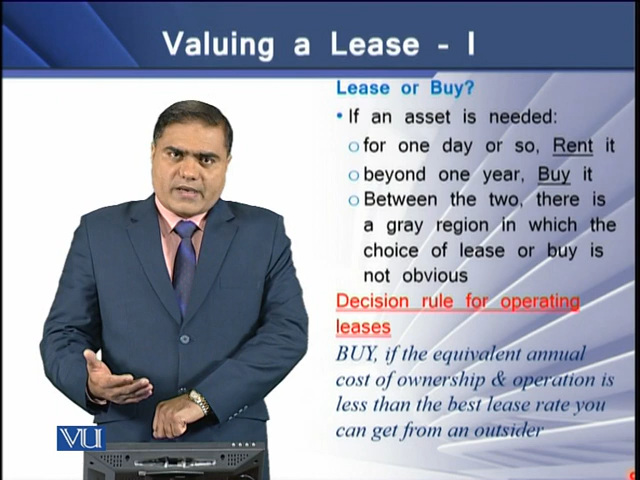 Valuing a Lease - I
Lease or Buy?
• If an asset is needed:
o for one day or so, Rent it
o beyond one year, Buy it
o Between the two, there is
a gray region in which the
choice of lease or buy is
not obvious
Decision rule for operating
leases
BUY, if the equivalent annual
cost of ownership & operation is
less than the best lease rate you
can get from an outsider
VU